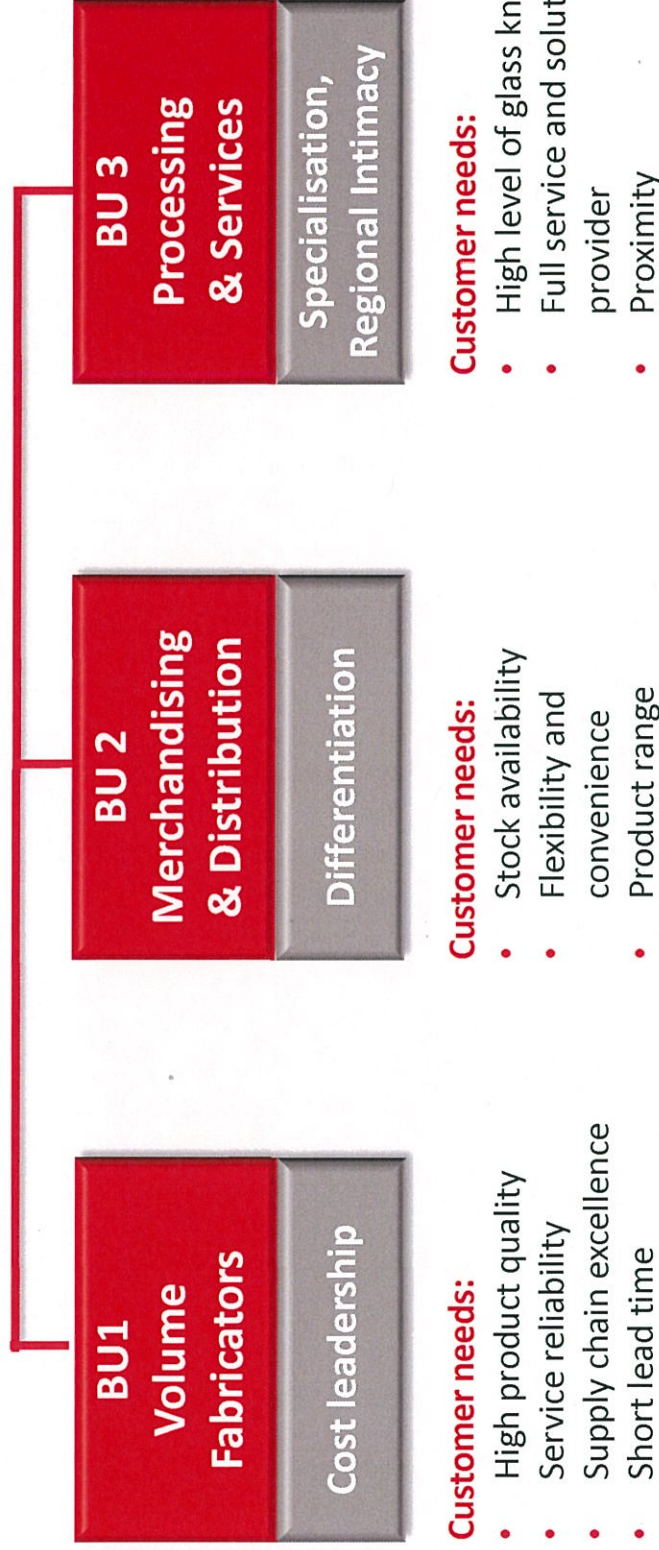 BU1
Volume
Fabricators
Cost leadership
Customer needs:
• High product quality
• Service reliability
• Supply chain excellence
• Short lead time
BU 2
Merchandising
& Distribution
Differentiation
Customer needs:
• Stock availability
• Flexibility and
convenience
• Product range
BU 3
Processing
& Services
Specialisation,
Regional Intimacy
Customer needs:
• High level of glass
• Full service and
provider
• Proximity